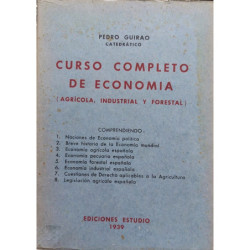 PEDRO GUIRAO
CATEDRÁTICO
CURSO COMPLETO
DE ECONOMIA
(AGRÍCOLA, INDUSTRIAL Y FORESTAL)
COMPRENDIENDO:
1. Nociones de Economía política
2. Breve historia de la Economía mundial
3. Economía agrícola española
4. Economía pecuaria española
5. Economía forestal española
6. Economía industrial española
7. Cuestiones de Derecho aplicables a la Agricultura
8. Legislación agrícola española
EDICIONES ESTUDIO
1939